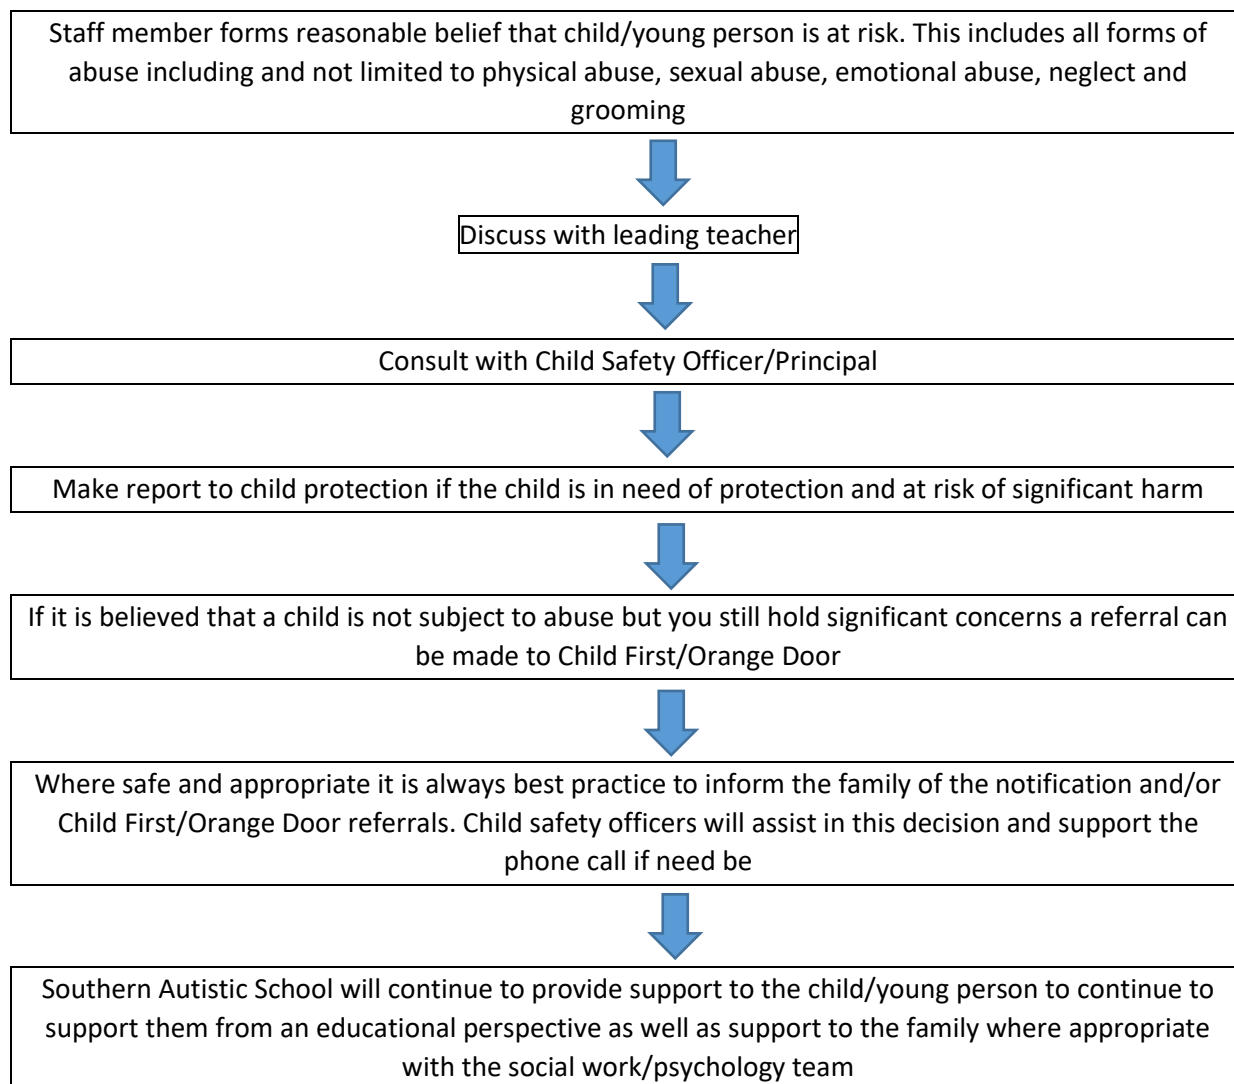 Staff member forms reasonable belief that child/young person is at risk. This includes all forms of
abuse including and not limited to physical abuse, sexual abuse, emotional abuse, neglect and
grooming
Discuss with leading teacher
Consult with Child Safety Officer/Principal
Make report to child protection if the child is in need of protection and at risk of significant harm
If it is believed that a child is not subject to abuse but you still hold significant concerns a referral can
be made to Child First/Orange Door
Where safe and appropriate it is always best practice to inform the family of the notification and/or
Child First/Orange Door referrals. Child safety officers will assist in this decision and support the
phone call if need be
Southern Autistic School will continue to provide support to the child/young person to continue to
support them from an educational perspective as well as support to the family where appropriate
with the social work/psychology team